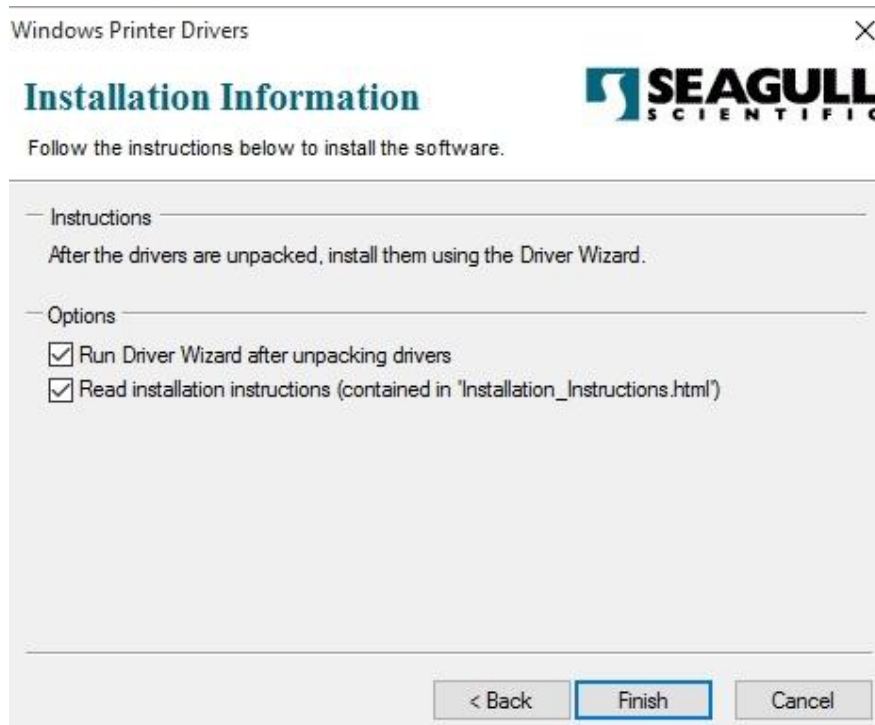 Windows Printer Drivers
Installation Information
SEAGULL
SCIENTIFIC
Follow the instructions below to install the software.
Instructions
After the drivers are unpacked, install them using the Driver Wizard.
Options
Run Driver Wizard after unpacking drivers
Read installation instructions (contained in 'Installation_Instructions.html')
< Back Finish Cancel